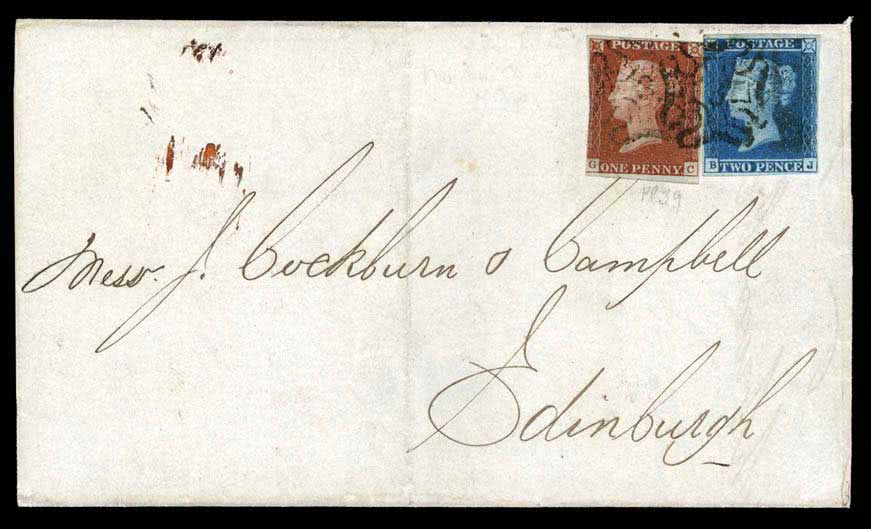 POSTAGE POSTAGE
G ONE PENNY C B TWO PENCE J
Messrs. J. Cockburn & Campbell
Edinburgh